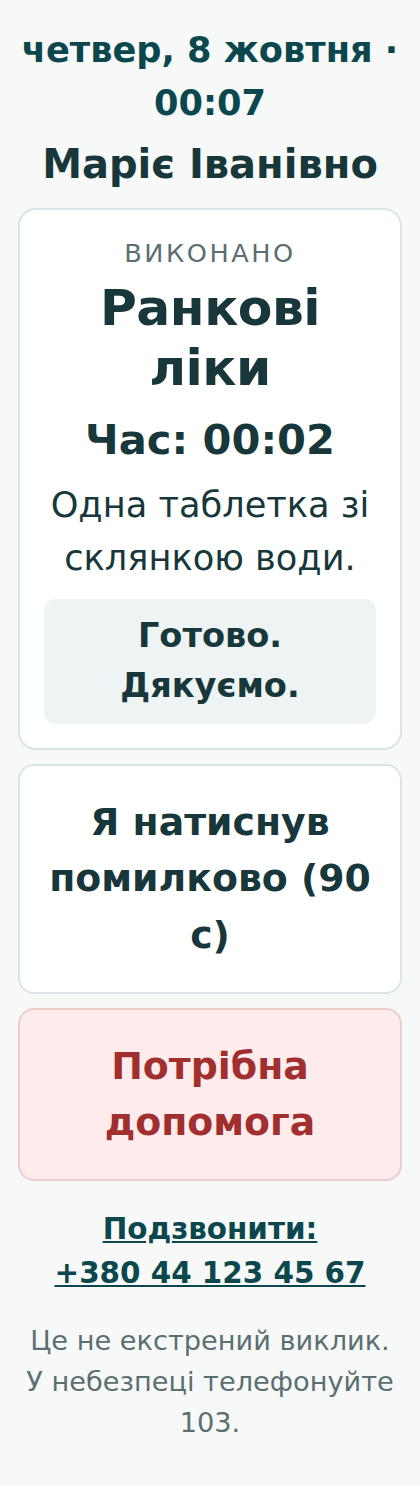 четвер, 8 жовтня ·
00:07
Маріє Іванівно
ВИКОНАНО
Ранкові
ліки
Час: 00:02
Одна таблетка зі
склянкою води.
Готово.
Дякуємо.
Я натиснув
помилково (90
с)
Потрібна
допомога
Подзвонити:
+380 44 123 45 67
Це не екстрений виклик.
У небезпеці телефонуйте
103.